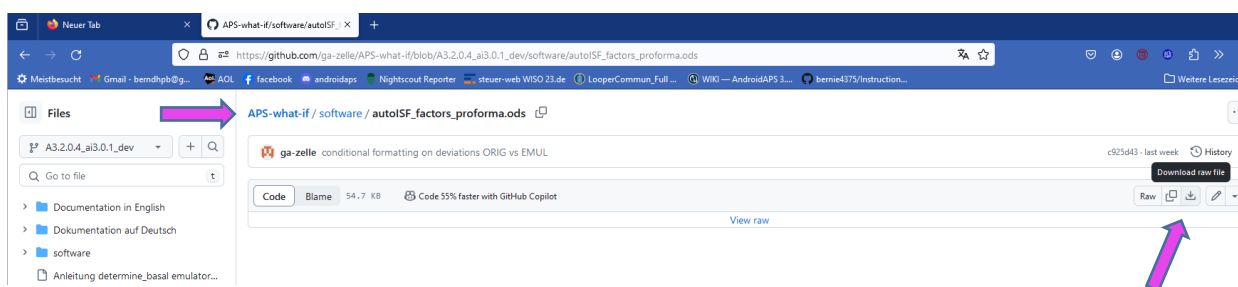 Neuer Tab
APS-what-if/software/autoISF_f
https://github.com/ga-zelle/APS-what-if/blob/A3.2.0.4_ai3.0.1_dev/software/autoISF_factors_proforma.ods
Meistbesucht Gmail - berndhpb@g... AOL facebook androidaps Nightscout Reporter steuer-web WISO 23.de LooperCommun_Full ... WIKI — AndroidAPS 3.... bernie4375/Instruction... Weitere Lesezeic
Files
APS-what-if / software / autoISF_factors_proforma.ods
A3.2.0.4_ai3.0.1_dev
ga-zelle conditional formatting on deviations ORIG vs EMUL
c925d43 · last week History
Go to file t
Download raw file
Code Blame 54.7 KB Code 55% faster with GitHub Copilot
Raw
View raw
Documentation in English
Dokumentation auf Deutsch
software
Anleitung determine_basal emulator...